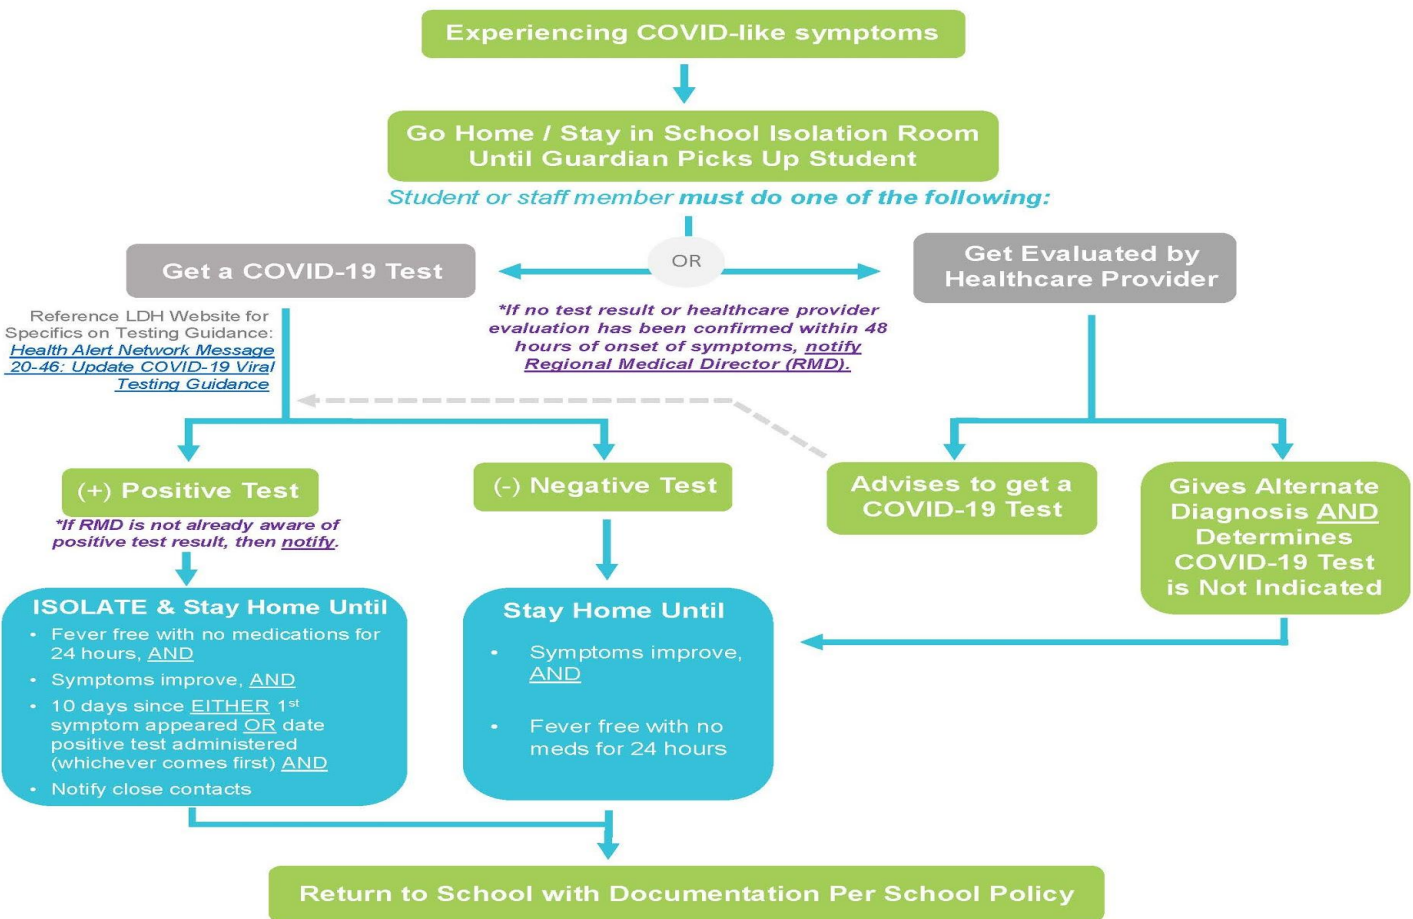 Experiencing COVID-like symptoms
Go Home / Stay in School Isolation Room
Until Guardian Picks Up Student
Student or staff member must do one of the following:
OR
Get a COVID-19 Test
Get Evaluated by
Healthcare Provider
Reference LDH Website for
Specifics on Testing Guidance:
Health Alert Network Message
20-46: Update COVID-19 Viral
Testing Guidance
*If no test result or healthcare provider
evaluation has been confirmed within 48
hours of onset of symptoms, notify
Regional Medical Director (RMD).
(+) Positive Test
*If RMD is not already aware of
positive test result, then notify.
(-) Negative Test
Advises to get a
COVID-19 Test
Gives Alternate
Diagnosis AND
Determines
COVID-19 Test
is Not Indicated
ISOLATE & Stay Home Until
• Fever free with no medications for
24 hours, AND
• Symptoms improve, AND
• 10 days since EITHER 1st
symptom appeared OR date
positive test administered
(whichever comes first) AND
• Notify close contacts
Stay Home Until
• Symptoms improve,
AND
• Fever free with no
meds for 24 hours
Return to School with Documentation Per School Policy